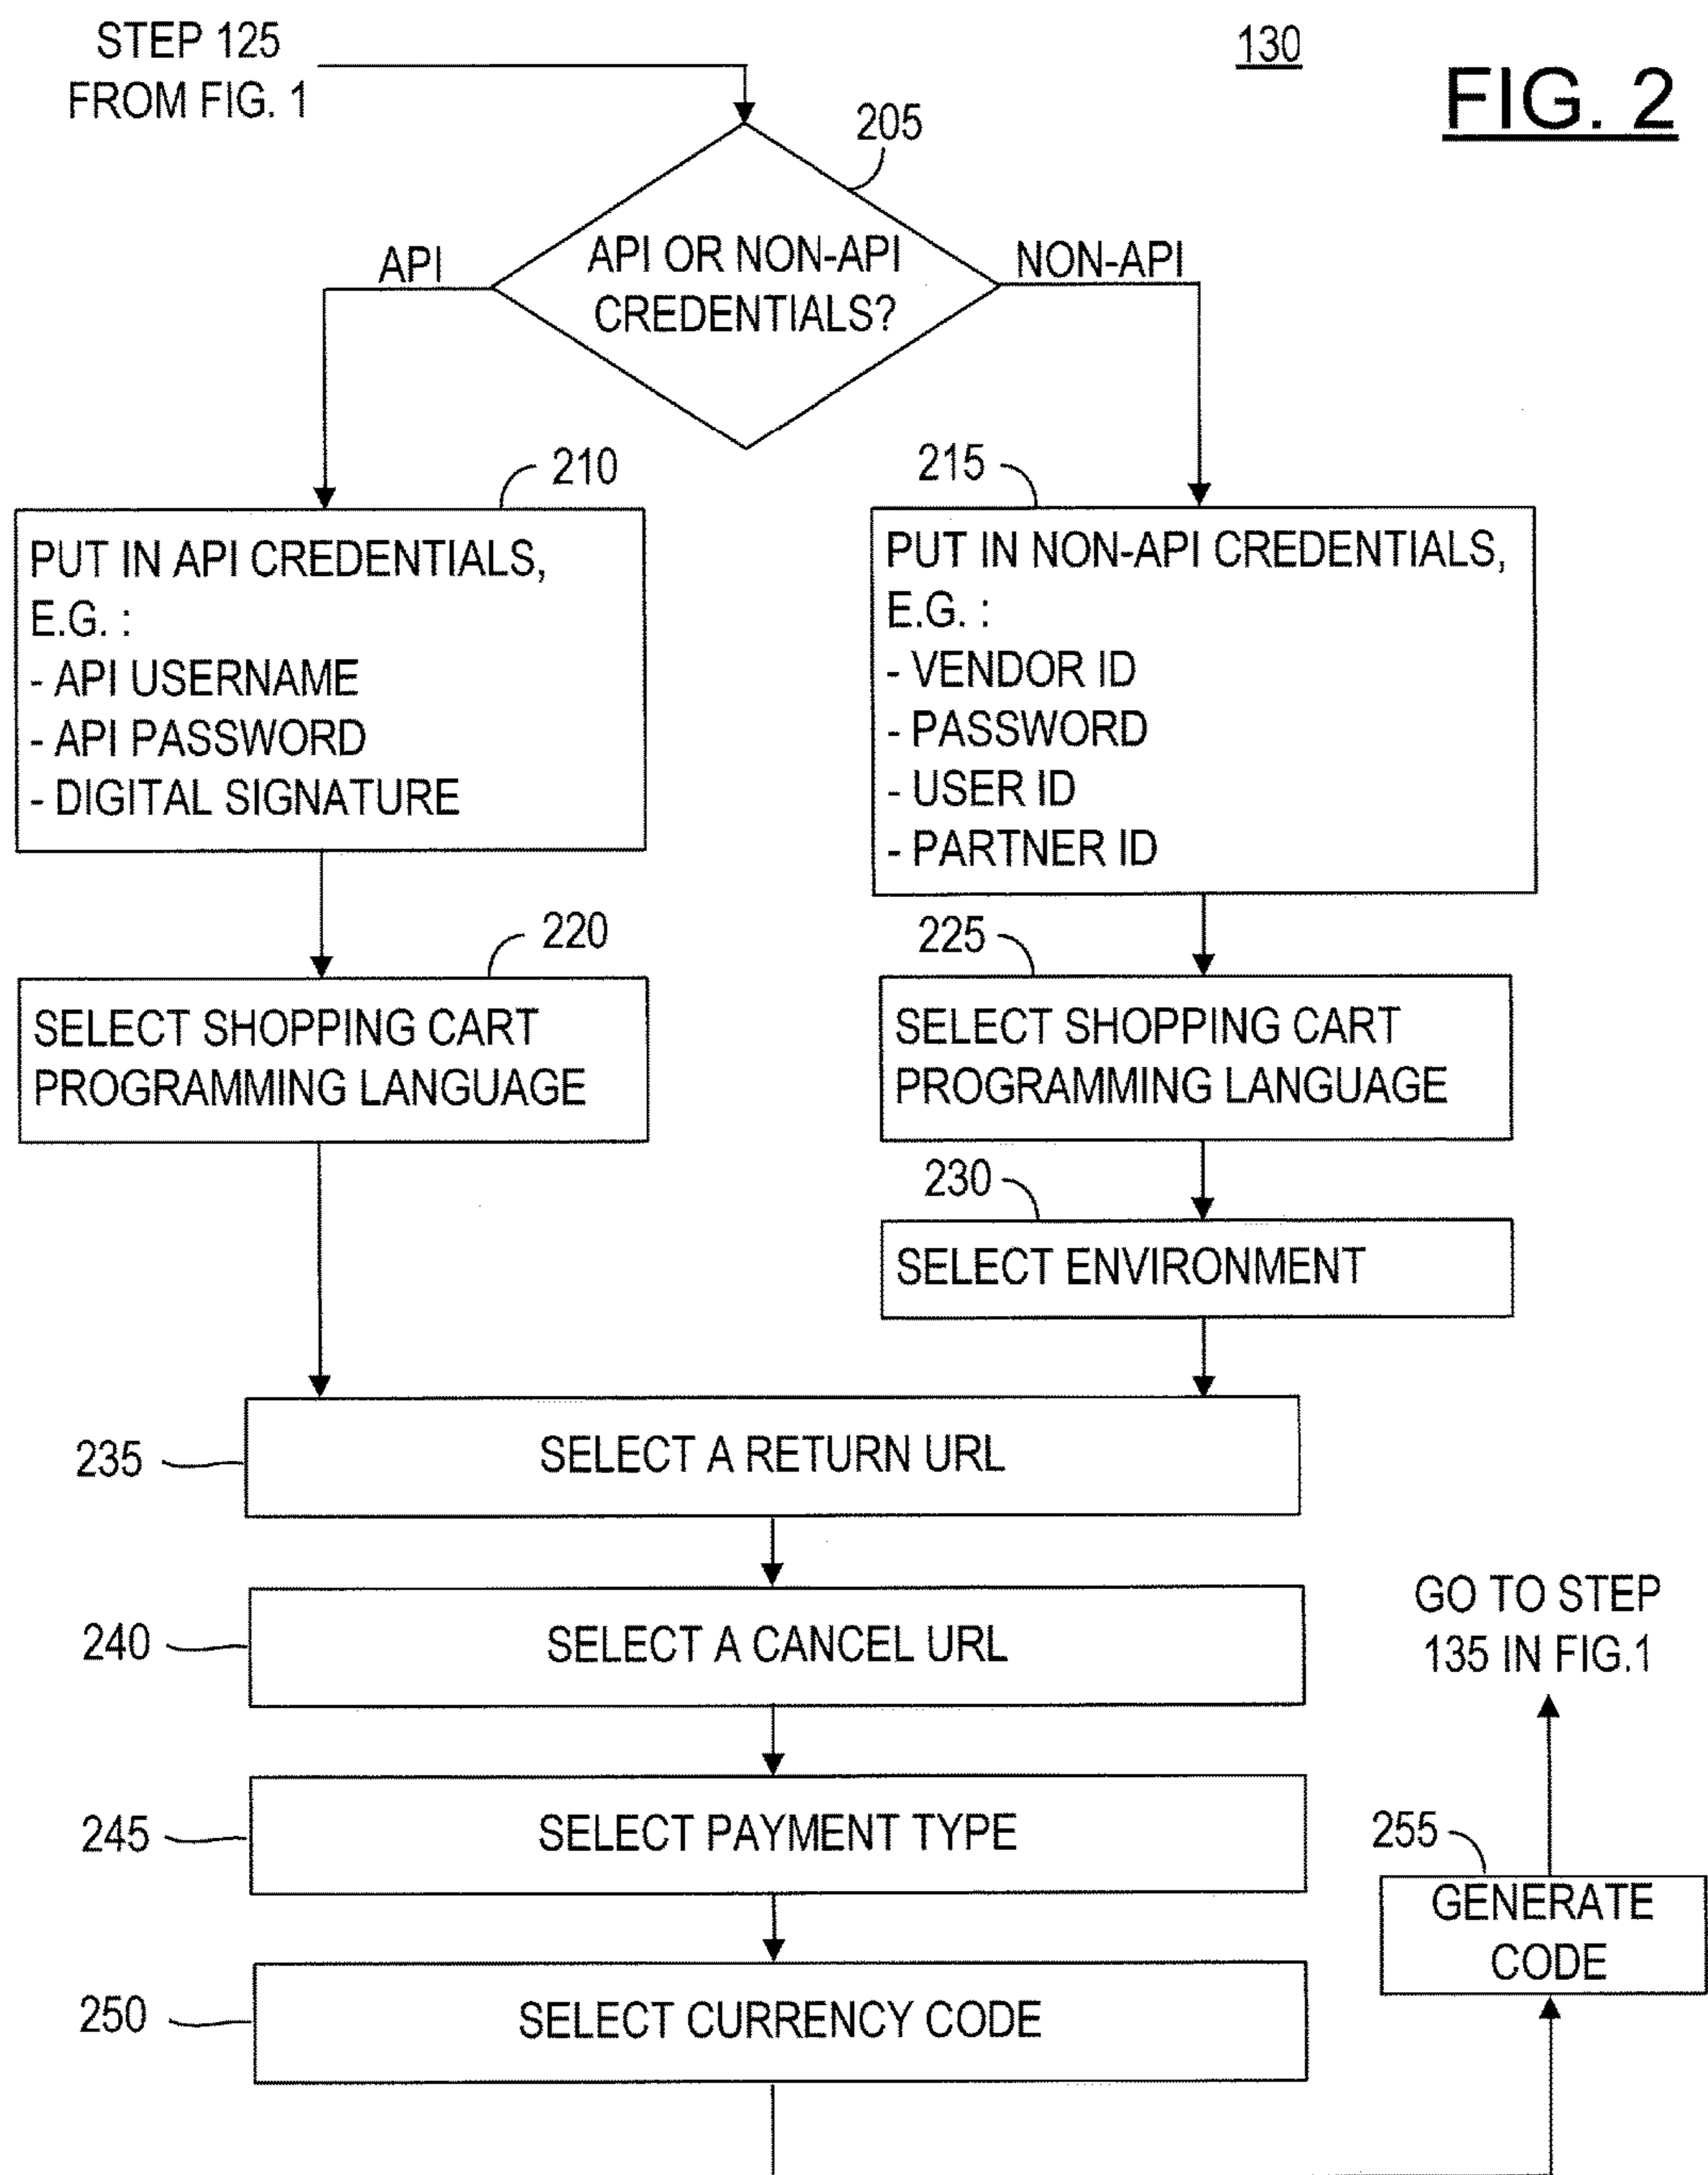 STEP 125
FROM FIG. 1
130
FIG. 2
205
API OR NON-API
CREDENTIALS?
API
NON-API
210
PUT IN API CREDENTIALS,
E.G. :
- API USERNAME
- API PASSWORD
- DIGITAL SIGNATURE
215
PUT IN NON-API CREDENTIALS,
E.G. :
- VENDOR ID
- PASSWORD
- USER ID
- PARTNER ID
220
SELECT SHOPPING CART
PROGRAMMING LANGUAGE
225
SELECT SHOPPING CART
PROGRAMMING LANGUAGE
230
SELECT ENVIRONMENT
235
SELECT A RETURN URL
240
SELECT A CANCEL URL
245
SELECT PAYMENT TYPE
250
SELECT CURRENCY CODE
255
GENERATE
CODE
GO TO STEP
135 IN FIG.1